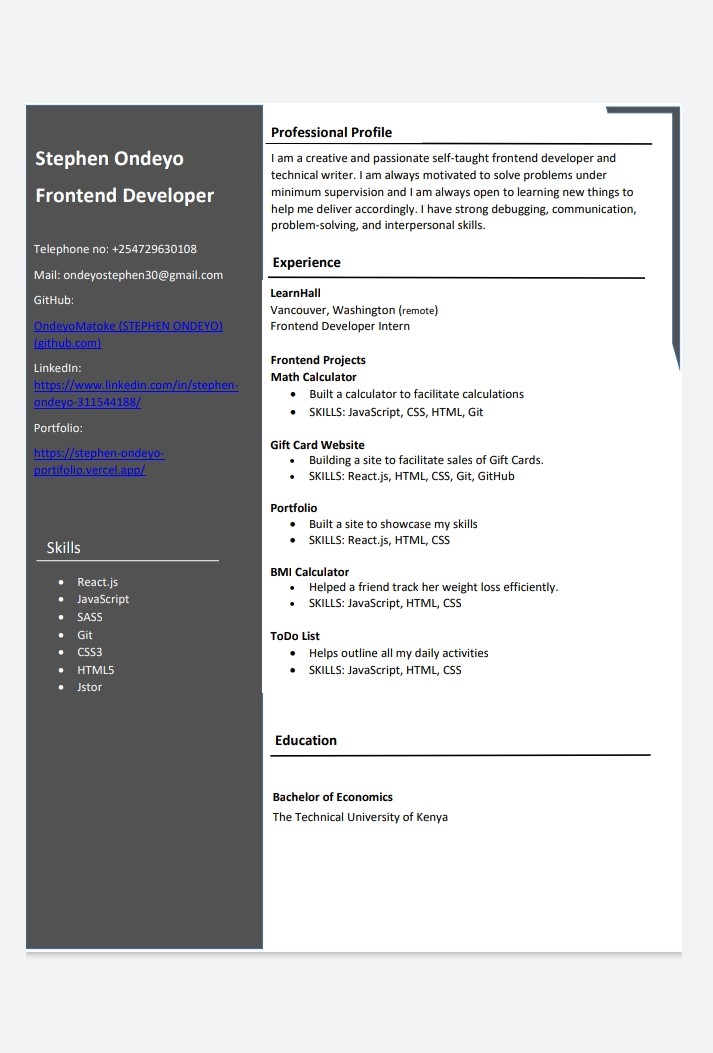 Stephen Ondeyo
Frontend Developer
Telephone no: +254729630108
Mail: ondeyostephen30@gmail.com
GitHub:
OndeyoMatoke (STEPHEN ONDEYO)
(github.com)
LinkedIn:
https://www.linkedin.com/in/stephen-
ondeyo-311544188/
Portfolio:
https://stephen-ondeyo-
portifolio.vercel.app/
Skills
• React.js
• JavaScript
• SASS
• Git
• CSS3
• HTML5
• Jstor
Professional Profile
I am a creative and passionate self-taught frontend developer and
technical writer. I am always motivated to solve problems under
minimum supervision and I am always open to learning new things to
help me deliver accordingly. I have strong debugging, communication,
problem-solving, and interpersonal skills.
Experience
LearnHall
Vancouver, Washington (remote)
Frontend Developer Intern
Frontend Projects
Math Calculator
• Built a calculator to facilitate calculations
• SKILLS: JavaScript, CSS, HTML, Git
Gift Card Website
• Building a site to facilitate sales of Gift Cards.
• SKILLS: React.js, HTML, CSS, Git, GitHub
Portfolio
• Built a site to showcase my skills
• SKILLS: React.js, HTML, CSS
BMI Calculator
• Helped a friend track her weight loss efficiently.
• SKILLS: JavaScript, HTML, CSS
ToDo List
• Helps outline all my daily activities
• SKILLS: JavaScript, HTML, CSS
Education
Bachelor of Economics
The Technical University of Kenya